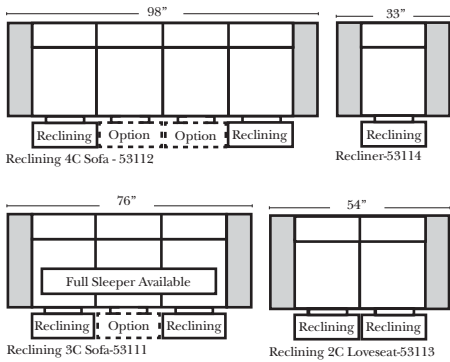 98”
33”
Reclining Option Option Reclining
Reclining
Reclining 4C Sofa - 53112
Recliner-53114
76”
54”
Full Sleeper Available
Reclining Option Reclining
Reclining Reclining
Reclining 3C Sofa-53111
Reclining 2C Loveseat-53113